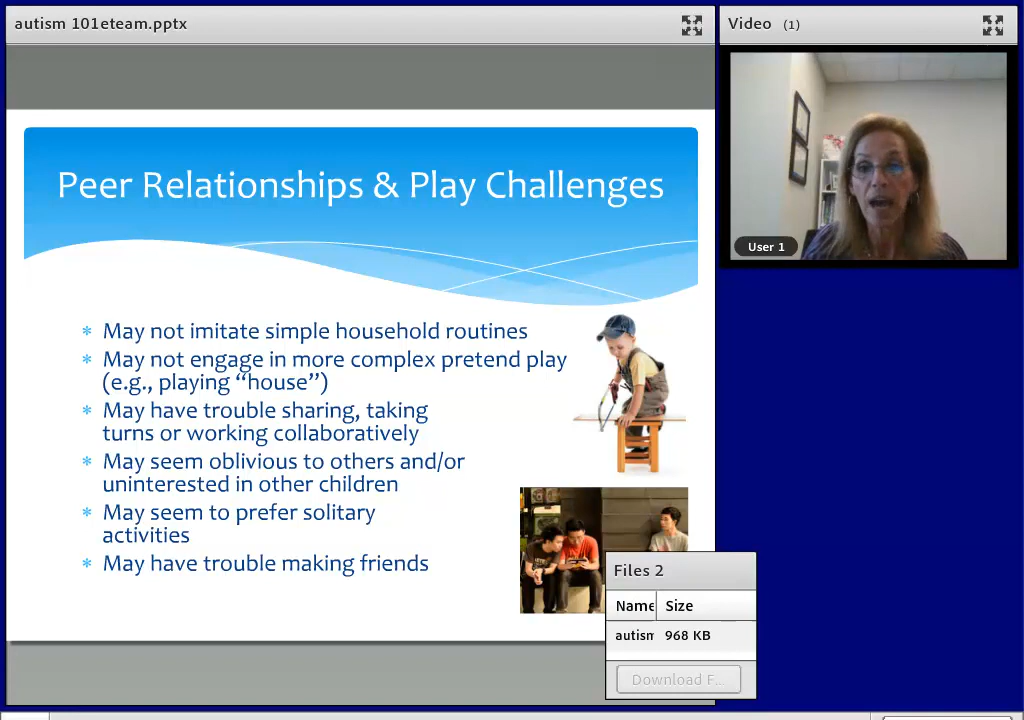 autism 101eteam.pptx
Video (1)
User 1
Peer Relationships & Play Challenges
* May not imitate simple household routines
* May not engage in more complex pretend play
(e.g., playing “house”)
* May have trouble sharing, taking
turns or working collaboratively
* May seem oblivious to others and/or
uninterested in other children
* May seem to prefer solitary
activities
* May have trouble making friends
Files 2
Name Size
autism 968 KB
Download F...